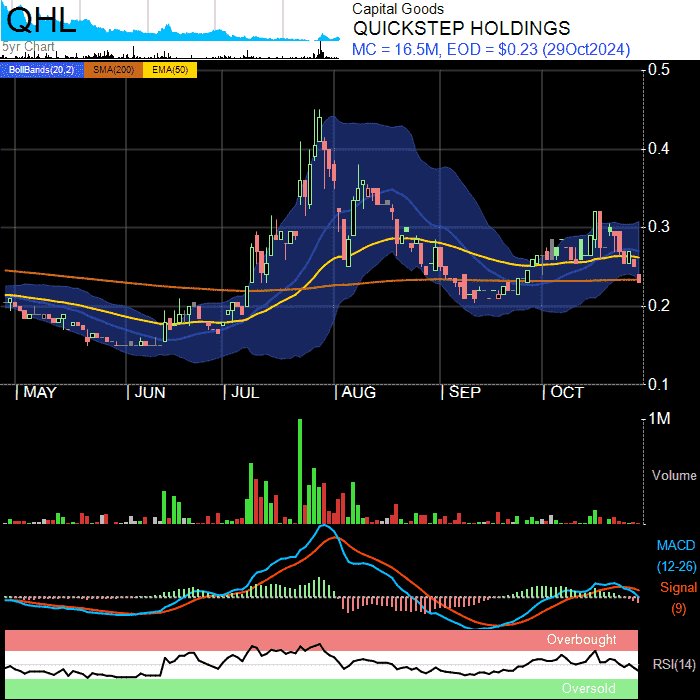 QHL
5yr Chart
Capital Goods
QUICKSTEP HOLDINGS
MC = 16.5M, EOD = $0.23 (29Oct2024)
BollBands(20,2) SMA(200) EMA(50)
0.5
0.4
0.3
0.2
0.1
MAY JUN JUL AUG SEP OCT
1M
Volume
MACD
(12-26)
Signal
(9)
Overbought
RSI(14)
Oversold